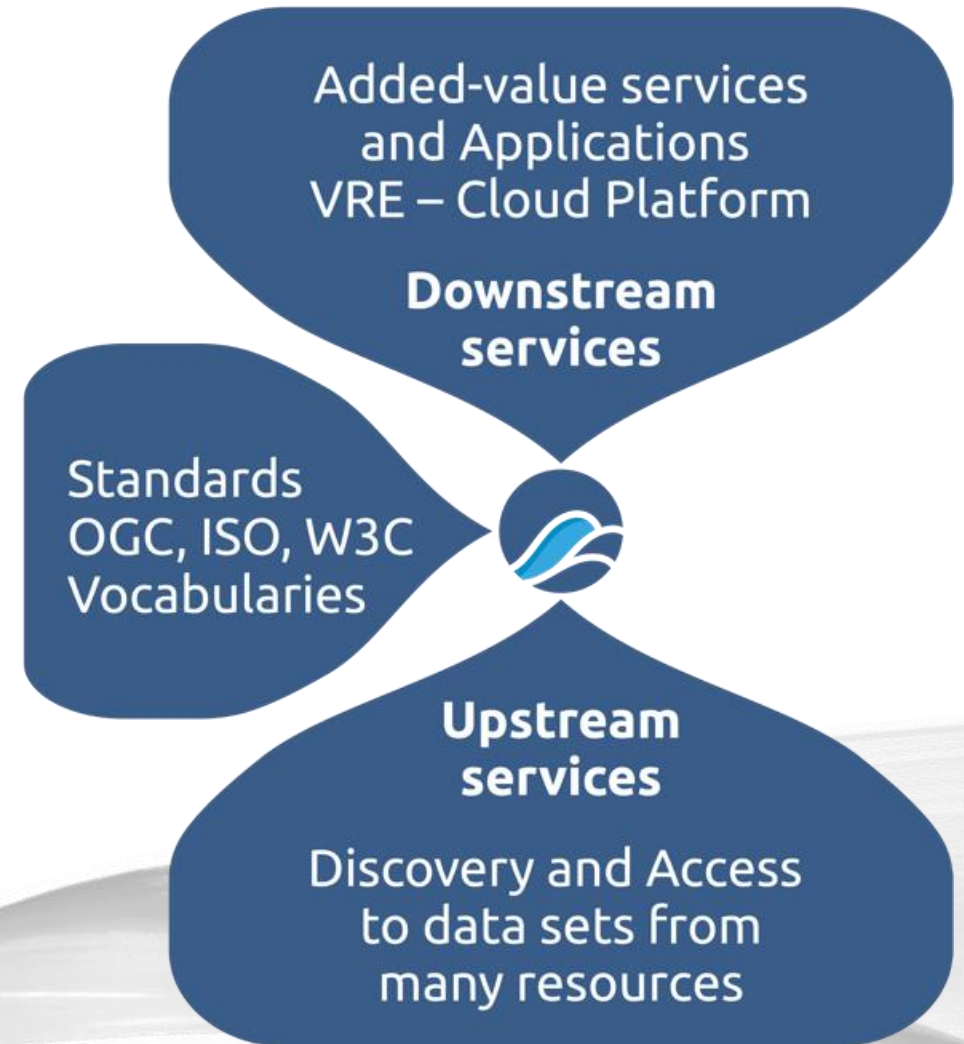 Added-value services
and Applications
VRE – Cloud Platform
Downstream
services
Standards
OGC, ISO, W3C
Vocabularies
Upstream
services
Discovery and Access
to data sets from
many resources